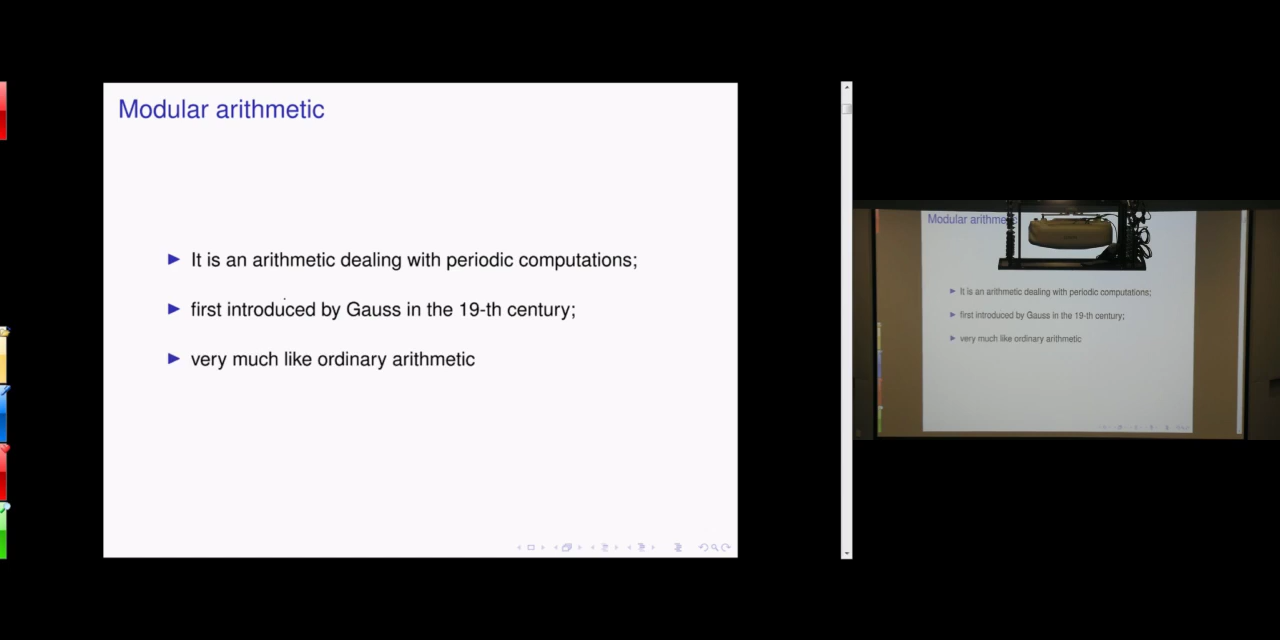 Modular arithmetic
It is an arithmetic dealing with periodic computations;
first introduced by Gauss in the 19-th century;
very much like ordinary arithmetic
Modular arithme
It is an arithmetic dealing with periodic computations;
first introduced by Gauss in the 19-th century;
very much like ordinary arithmetic